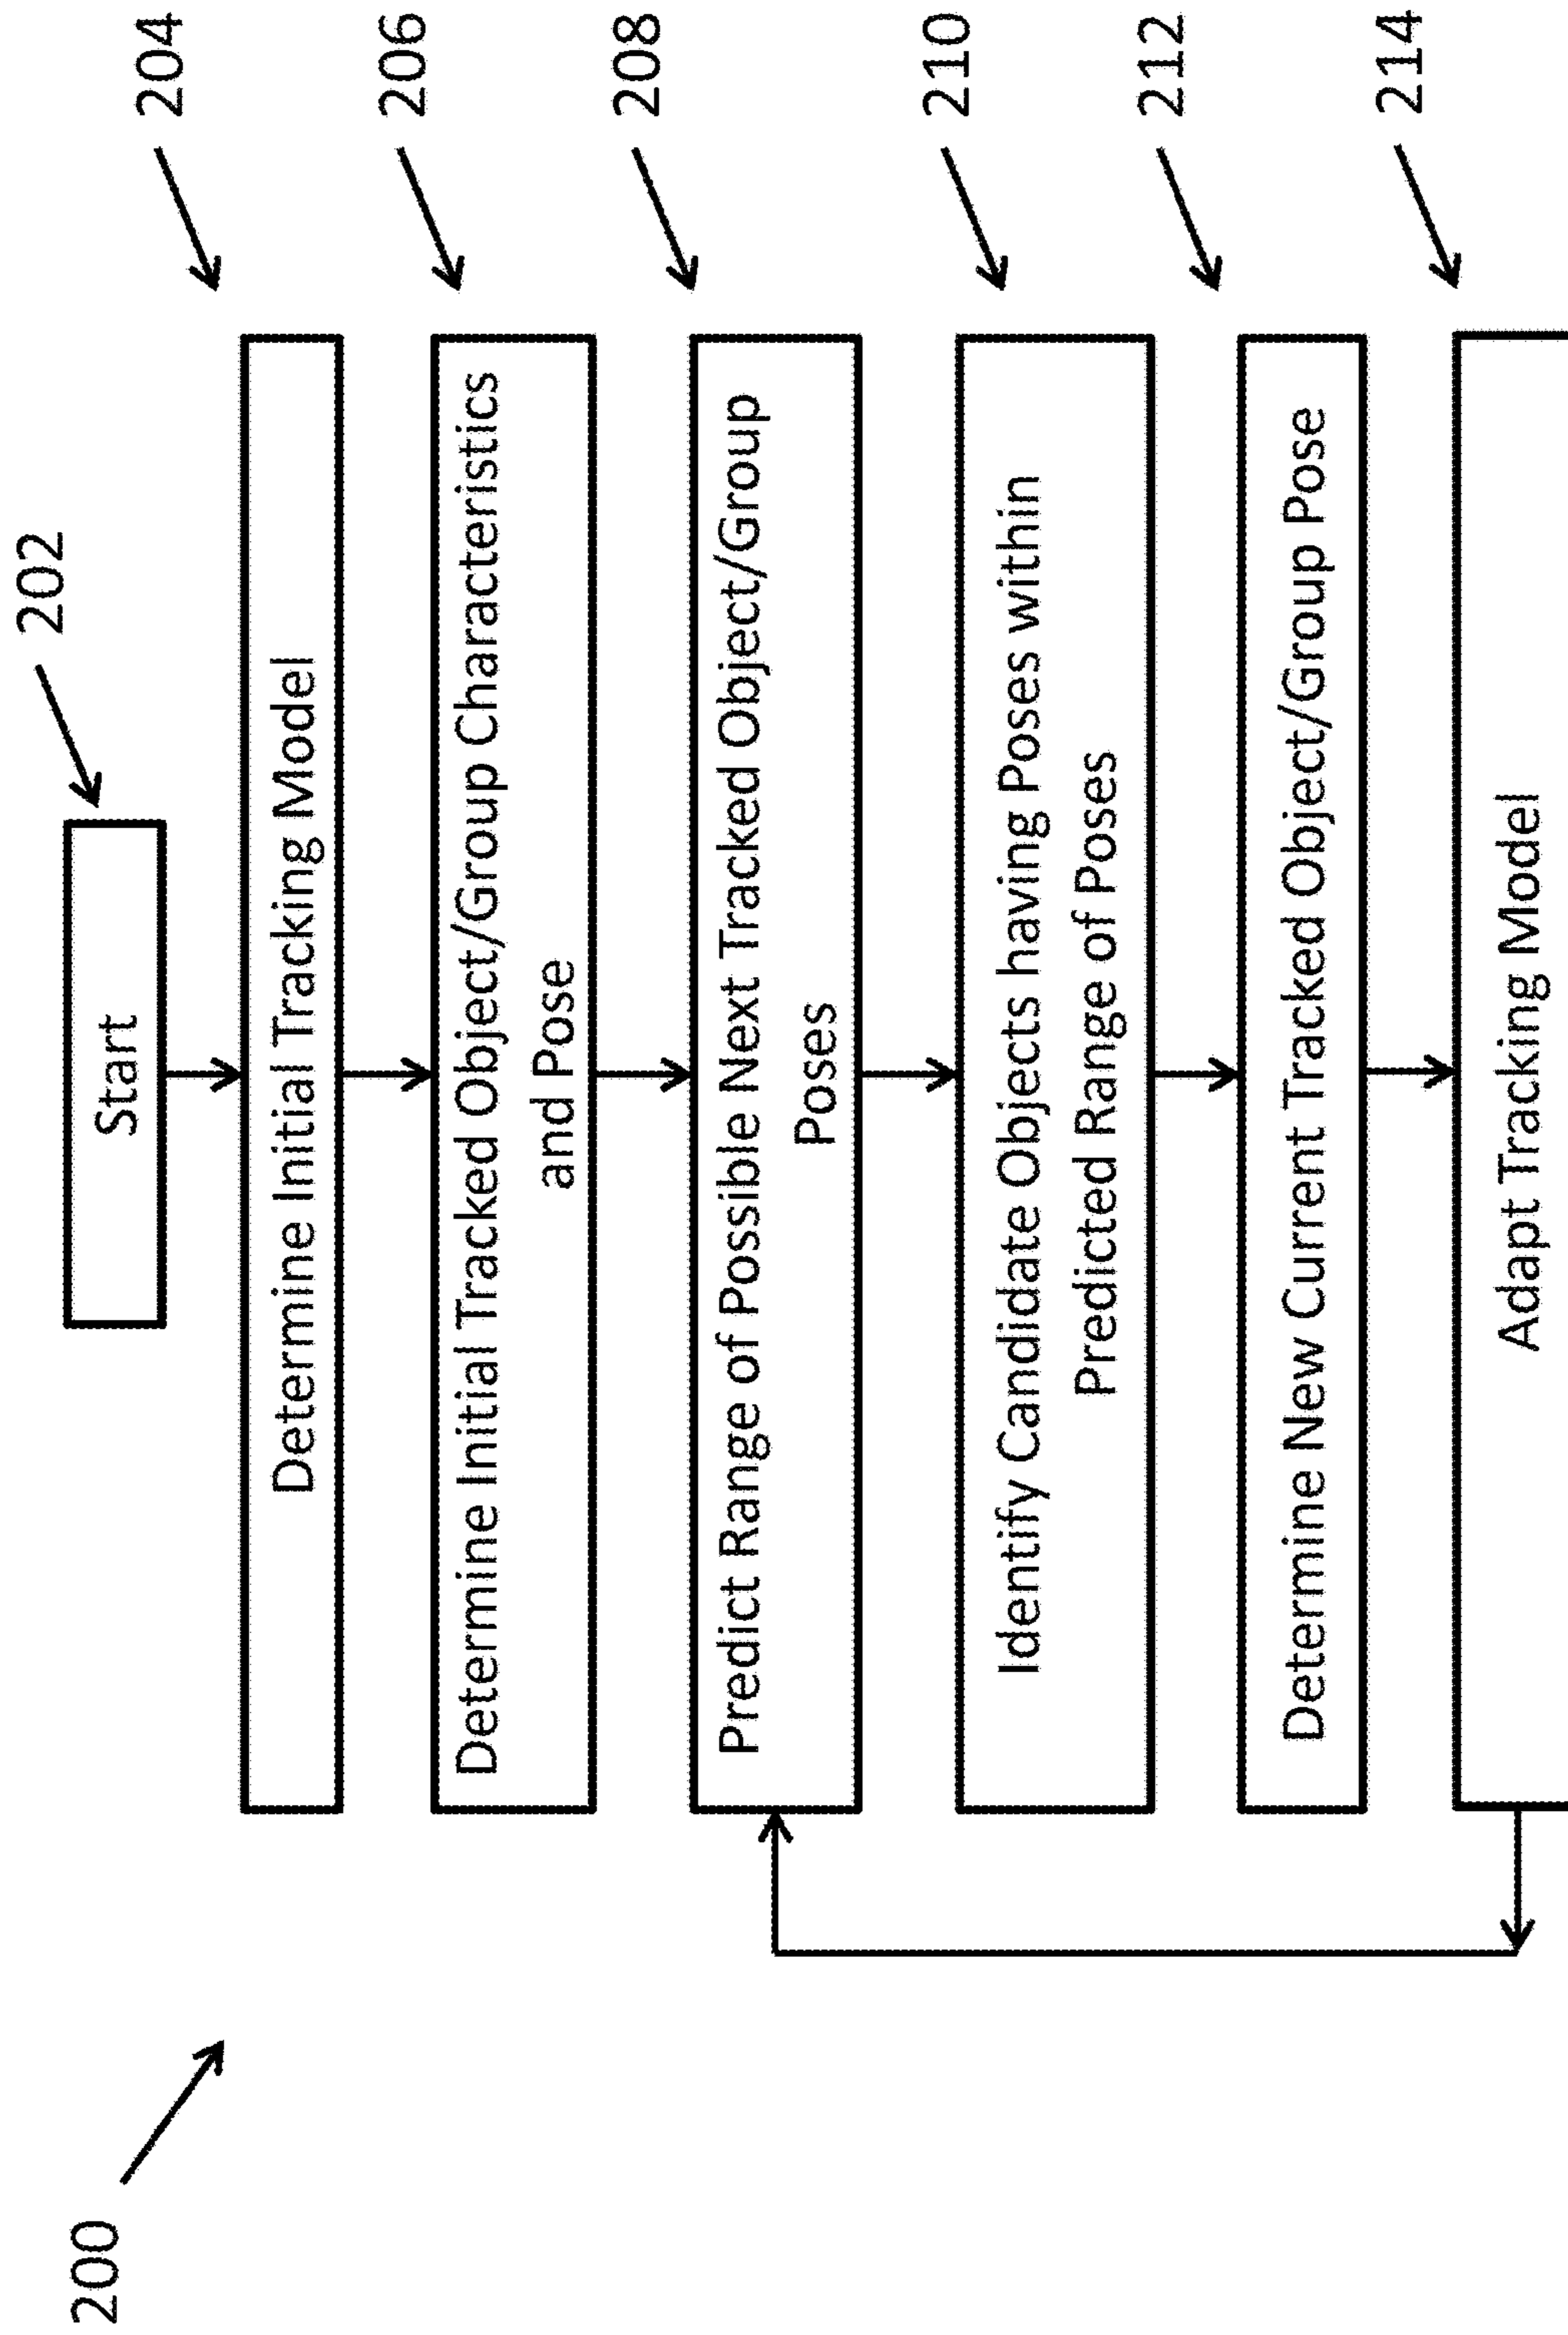 200
202
Start
204
Determine Initial Tracking Model
206
Determine Initial Tracked Object/Group Characteristics
and Pose
208
Predict Range of Possible Next Tracked Object/Group
Poses
210
Identify Candidate Objects having Poses within
Predicted Range of Poses
212
Determine New Current Tracked Object/Group Pose
214
Adapt Tracking Model